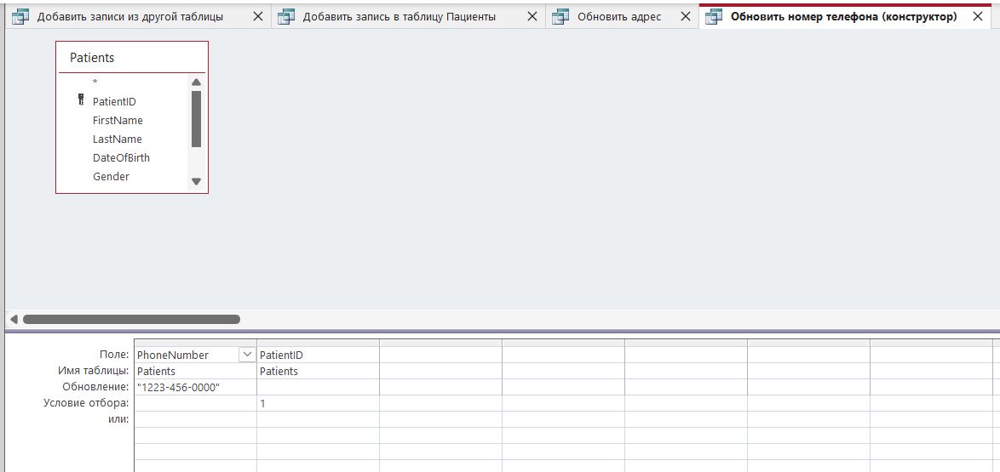 Добавить записи из другой таблицы Добавить запись в таблицу Пациенты Обновить адрес Обновить номер телефона (конструктор)
Patients
*
PatientID
FirstName
LastName
DateOfBirth
Gender
Поле: PhoneNumber PatientID
Имя таблицы: Patients Patients
Обновление: "1223-456-0000"
Условие отбора: 1
или: